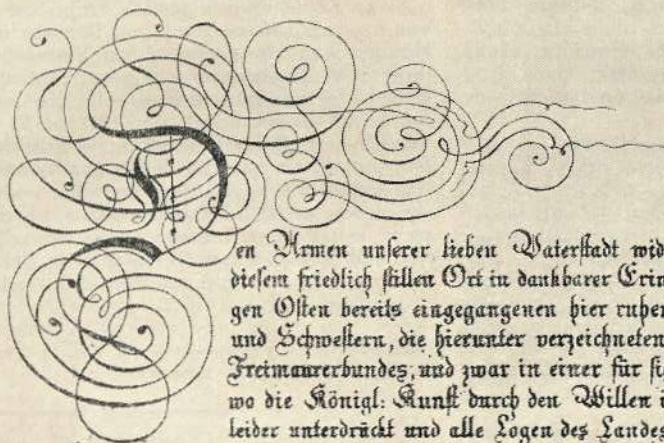 Den Armen unserer lieben Vaterstadt wid
diesem friedlich stillen Ort in dankbarer Erin
gen Osten bereits eingegangenen hier ruhen
und Schwestern, die hierunter verzeichneten
Freimaurerbundes, und zwar in einer für si
wo die Königl: Kunst durch den Willen i
leider unterdrückt und alle Logen des Landes